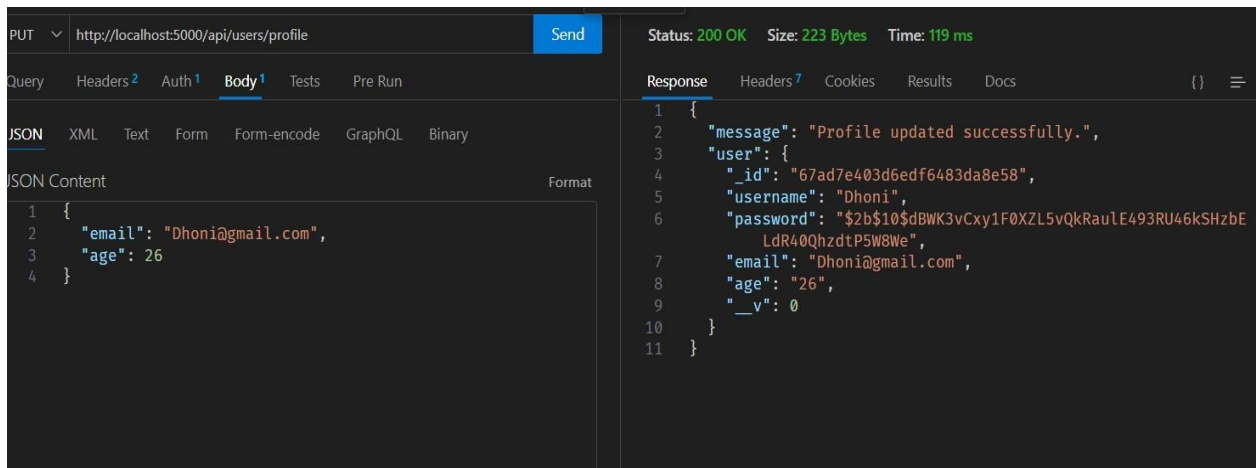 PUT http://localhost:5000/api/users/profile Send
Query Headers 2 Auth 1 Body 1 Tests Pre Run
JSON XML Text Form Form-encode GraphQL Binary
JSON Content Format
1 {
2 "email": "Dhoni@gmail.com",
3 "age": 26
4 }
Status: 200 OK Size: 223 Bytes Time: 119 ms
Response Headers 7 Cookies Results Docs {}
1 {
2 "message": "Profile updated successfully.",
3 "user": {
4 "_id": "67ad7e403d6edf6483da8e58",
5 "username": "Dhoni",
6 "password": "$2b$10$dBWK3vCxy1F0XZL5vQkRaulE493RU46kSHzbE
LdR40QhzdtP5W8We",
7 "email": "Dhoni@gmail.com",
8 "age": "26",
9 "__v": 0
10 }
11 }